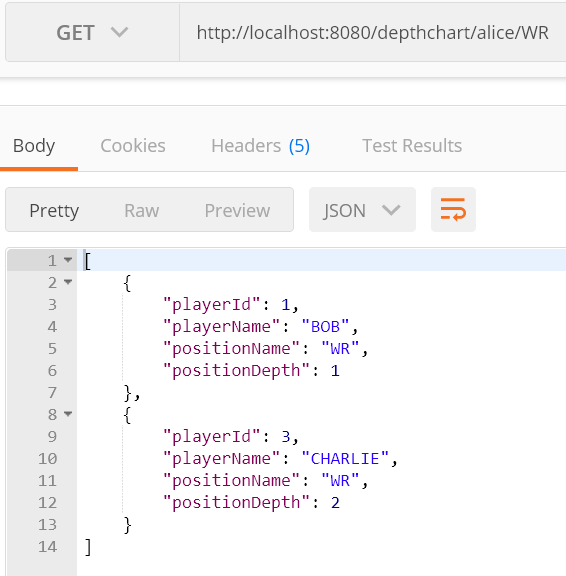 GET http://localhost:8080/depthchart/alice/WR
Body Cookies Headers (5) Test Results
Pretty Raw Preview JSON
1 [
2 {
3 "playerId": 1,
4 "playerName": "BOB",
5 "positionName": "WR",
6 "positionDepth": 1
7 },
8 {
9 "playerId": 3,
10 "playerName": "CHARLIE",
11 "positionName": "WR",
12 "positionDepth": 2
13 }
14 ]